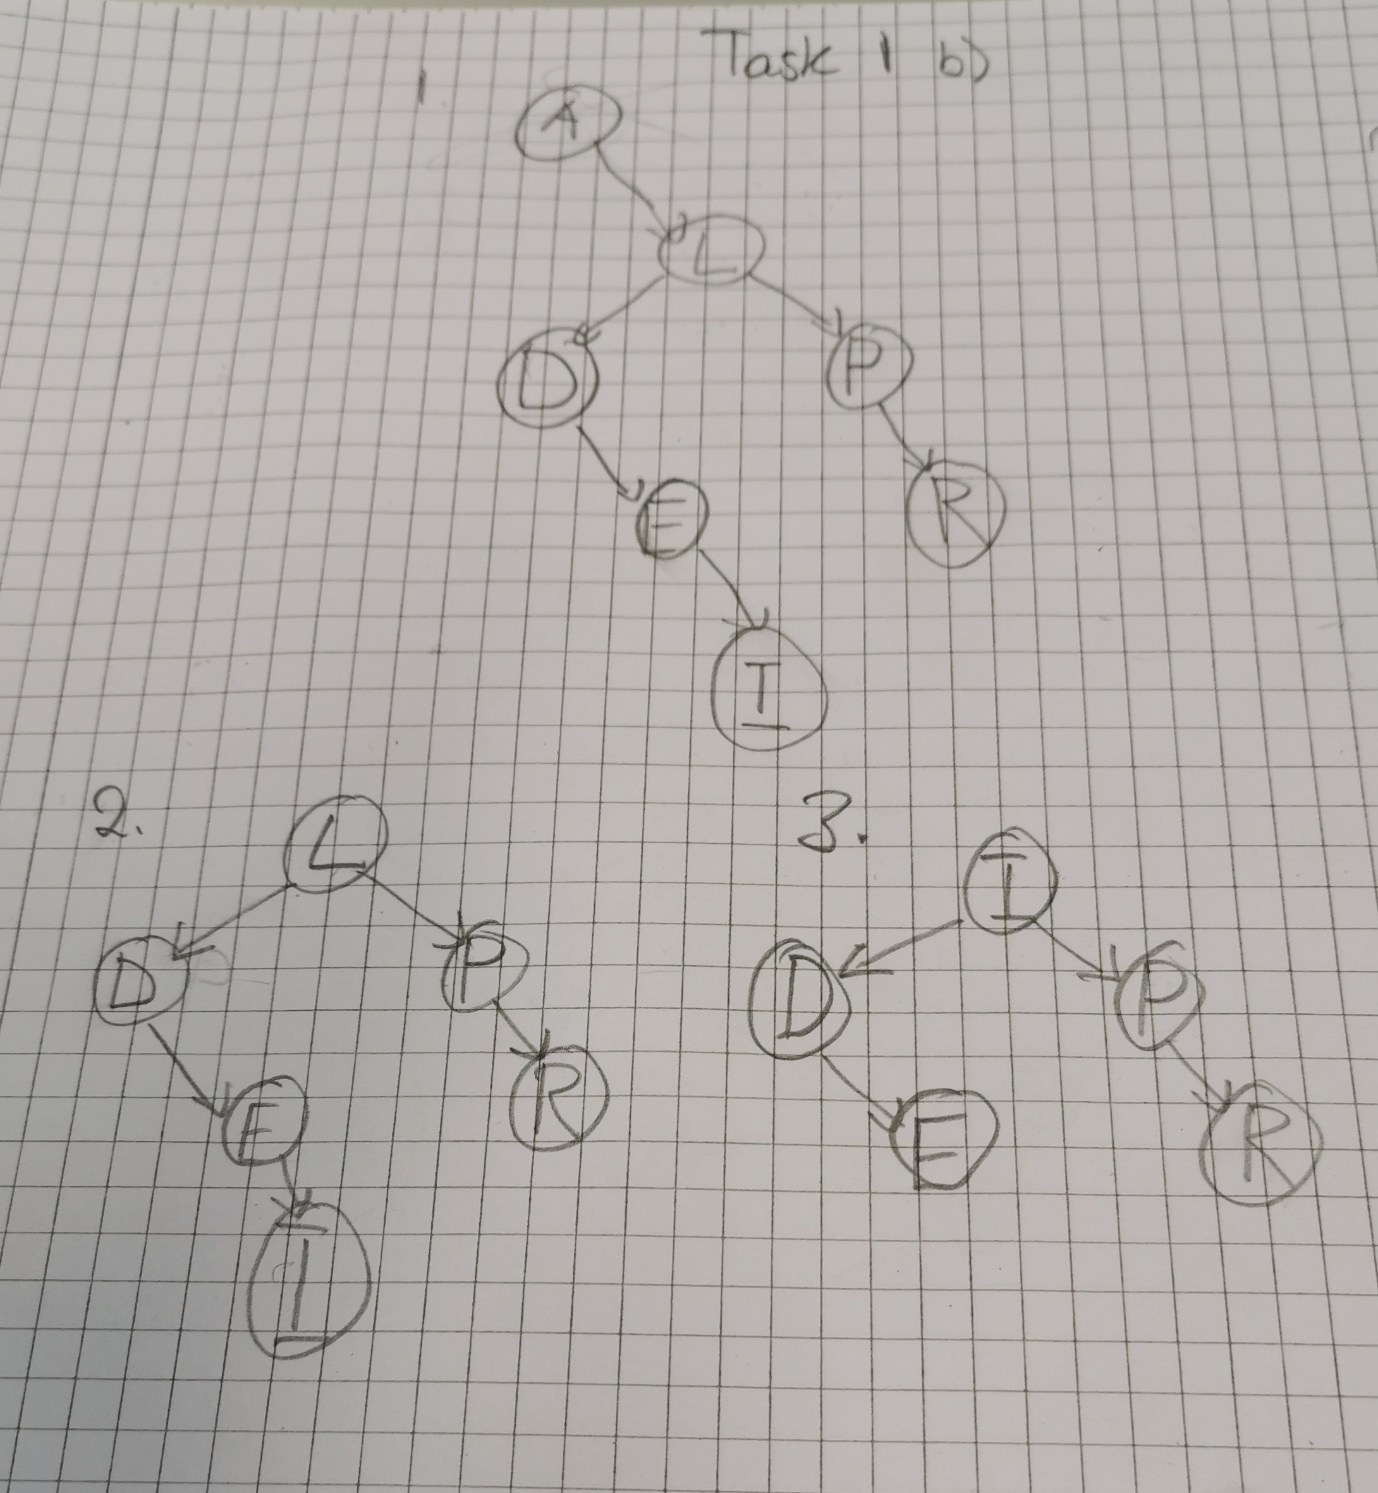 Task 1 b)
1
A
L
D P
E R
I
2. 3.
L I
D P D P
E R E R
I